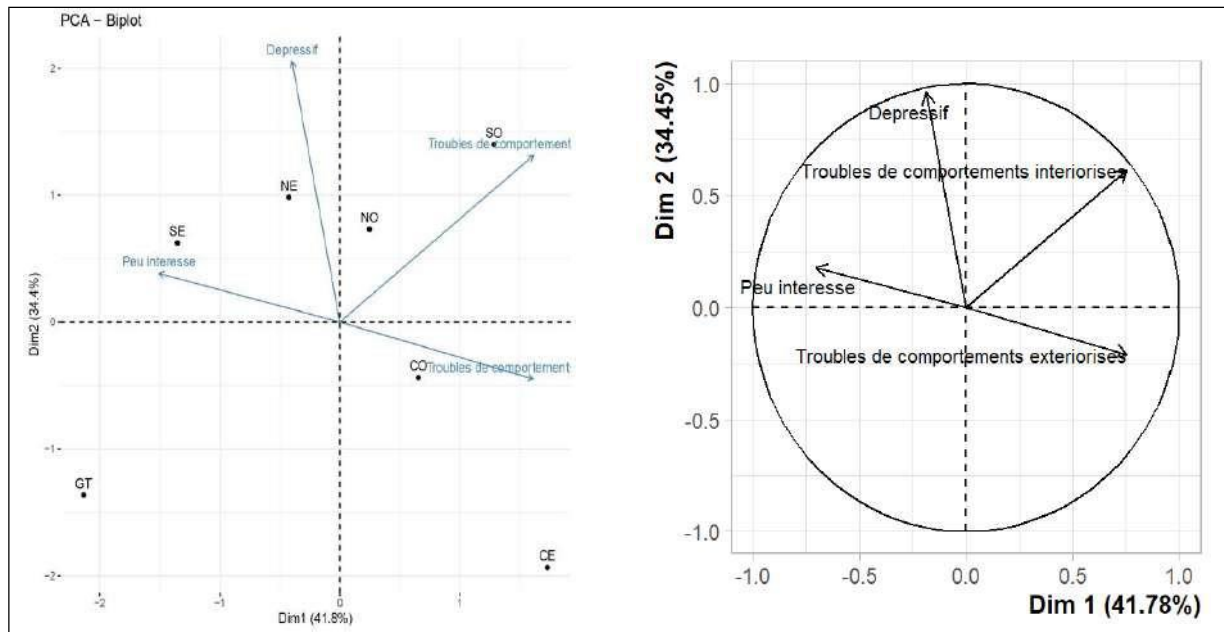 PCA – Biplot
Depressif
2
SO
Troubles de comportement
NE
1
NO
SE
Peu interesse
Dim2 (34.4%)
0
Troubles de comportements
CO
-1
GT
CE
-2
-2
-1
0
1
Dim1 (41.8%)
1.0
Depressif
Troubles de comportements interiorises
0.5
Dim 2 (34.45%)
Peu interesse
0.0
Troubles de comportements exteriorises
-0.5
-1.0
-1.0
-0.5
0.0
0.5
1.0
Dim 1 (41.78%)